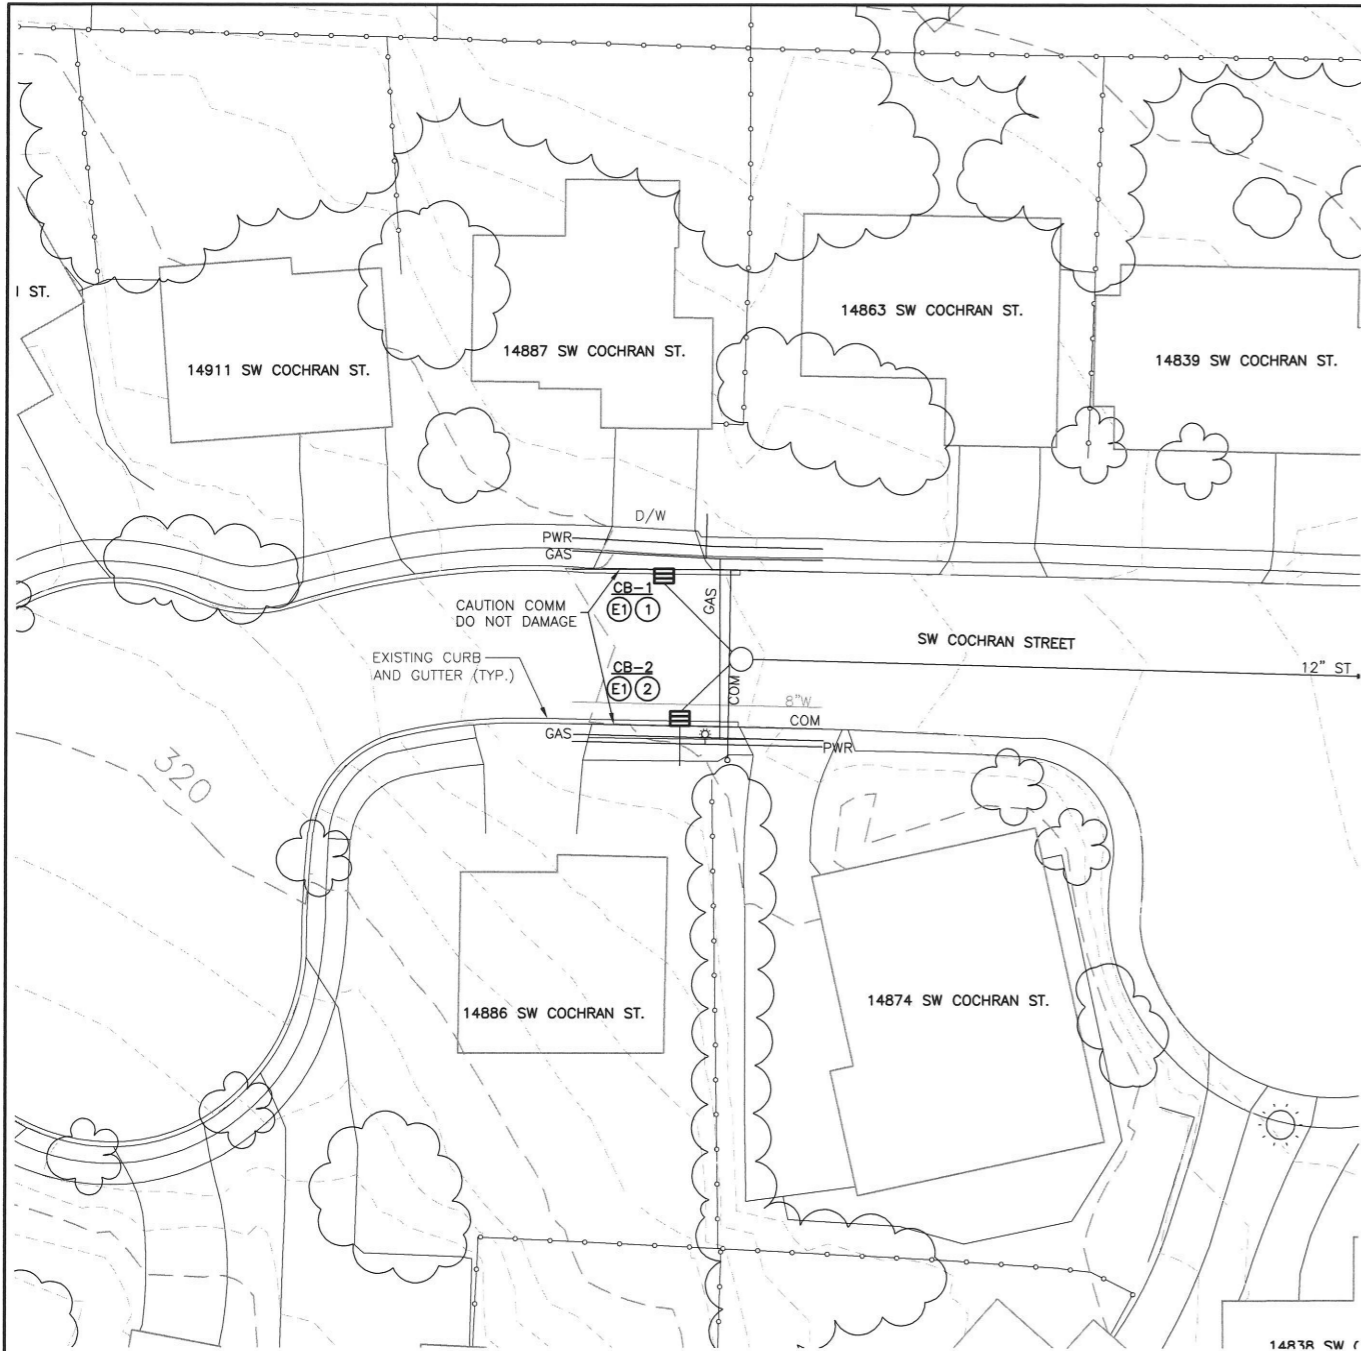 I ST.
14911 SW COCHRAN ST.
14887 SW COCHRAN ST.
14863 SW COCHRAN ST.
14839 SW COCHRAN ST.
D/W
PWR
GAS
CB-1
E1 1
GAS
CAUTION COMM
DO NOT DAMAGE
SW COCHRAN STREET
EXISTING CURB
AND GUTTER (TYP.)
CB-2
E1 2
12" ST
COM
8"W
COM
GAS
PWR
320
14886 SW COCHRAN ST.
14874 SW COCHRAN ST.
14838 SW